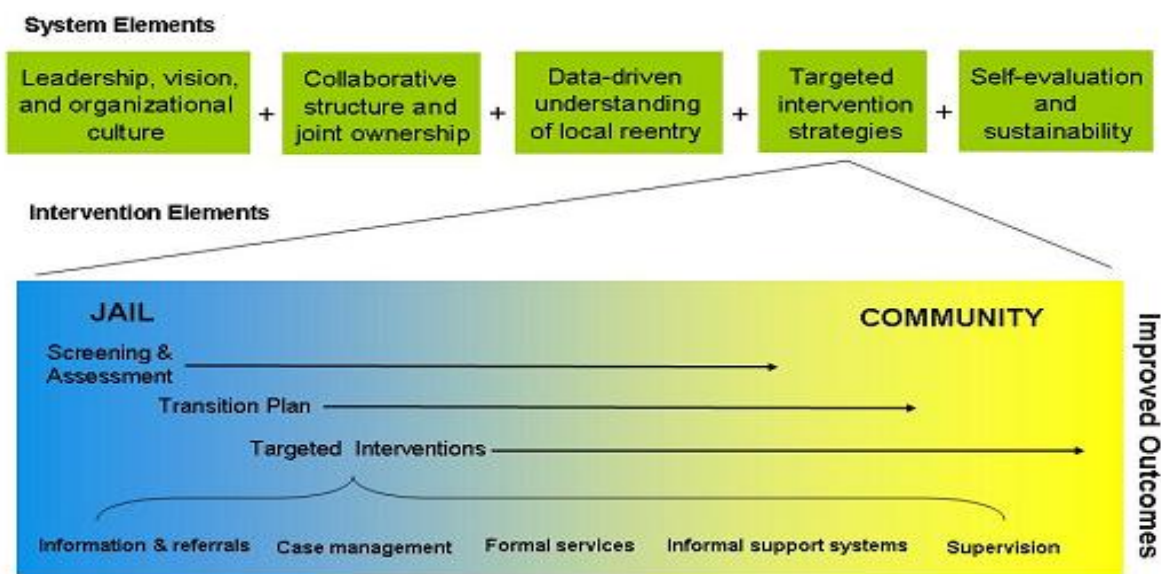 System Elements
Leadership, vision,
and organizational
culture
+
Collaborative
structure and
joint ownership
+
Data-driven
understanding
of local reentry
+
Targeted
intervention
strategies
+
Self-evaluation
and
sustainability
Intervention Elements
JAIL
COMMUNITY
Screening &
Assessment
Transition Plan
Targeted Interventions
Information & referrals
Case management
Formal services
Informal support systems
Supervision
Improved Outcomes